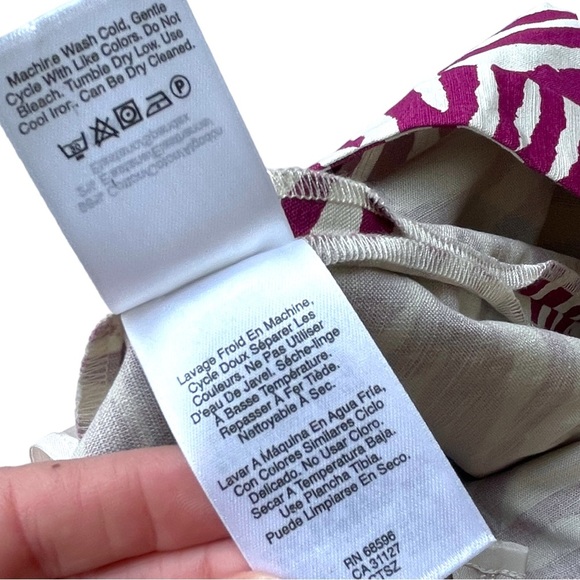 Machine Wash Cold, Gentle
Cycle With Like Colors. Do Not
Bleach. Tumble Dry Low. Use
Cool Iron. Can Be Dry Cleaned.
30
Lavage Froid En Machine,
Cycle Doux Séparer Les
Couleurs. Ne Pas Utiliser
D'eau De Javel. Sèche-linge
À Basse Température.
Repasser À Fer Tiède.
Nettoyable À Sec.
Lavar A Máquina En Agua Fría,
Con Colores Similares Ciclo
Delicado. No Usar Cloro.
Secar A Temperatura Baja.
Use Plancha Tibia.
Puede Limpiarse En Seco.
RN 68596
CA 31127
CTSZ